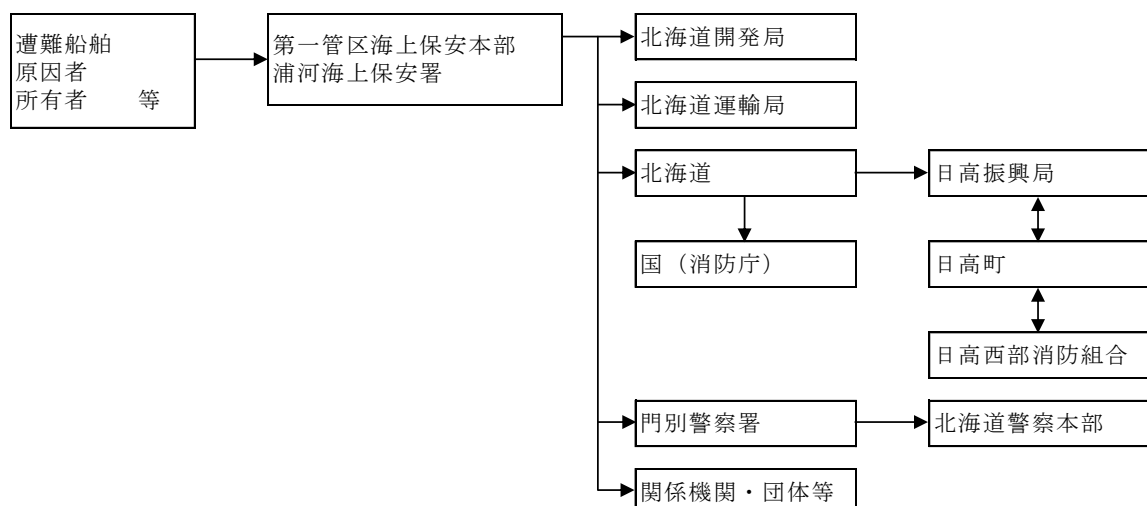 遭難船舶
原因者
所有者　　等
第一管区海上保安本部
浦河海上保安署
北海道開発局
北海道運輸局
北海道
日高振興局
国（消防庁）
日高町
日高西部消防組合
門別警察署
北海道警察本部
関係機関・団体等